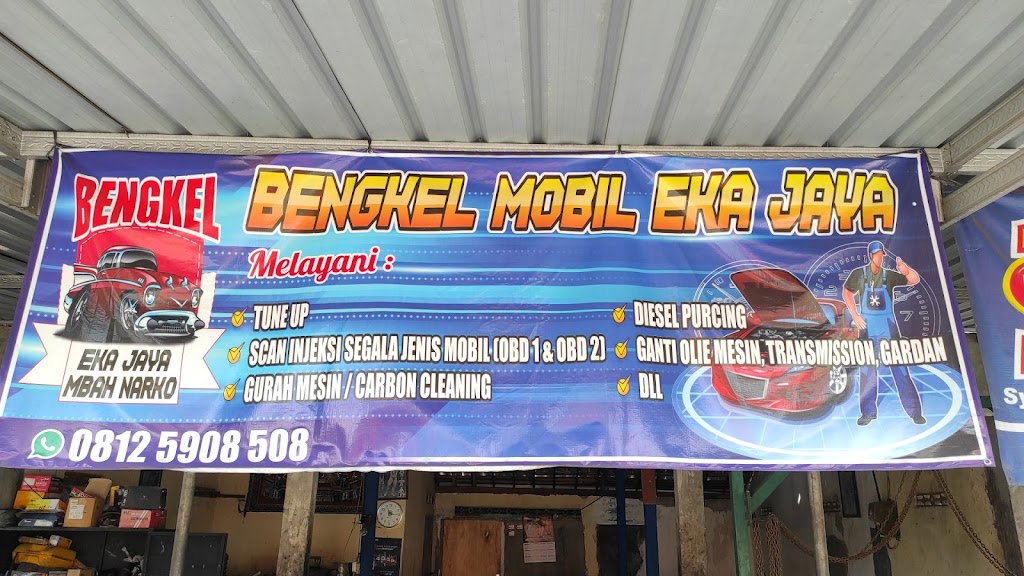 BENGKEL
BENGKEL MOBIL EKA JAYA
Melayani :
EKA JAYA
MBAH NARKO
TUNE UP
SCAN INJEKSI SEGALA JENIS MOBIL (OBD 1 & OBD 2)
GURAH MESIN / CARBON CLEANING
DIESEL PURCING
GANTI OLIE MESIN, TRANSMISSION, GARDAN
DLL
0812 5908 508